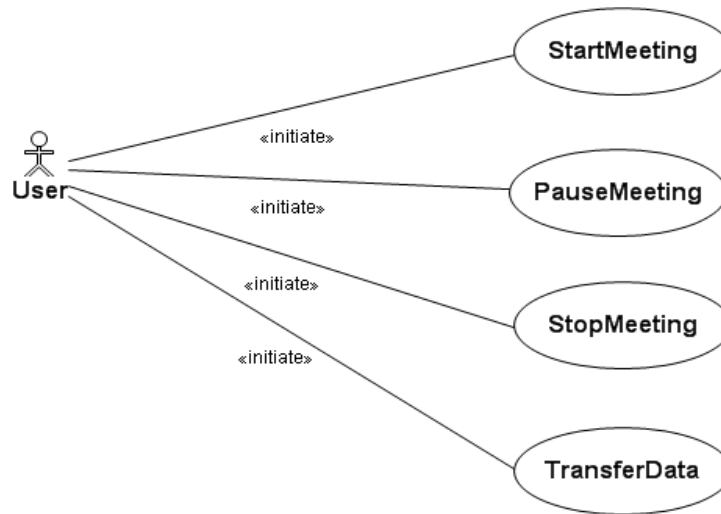 StartMeeting
«initiate»
User
PauseMeeting
«initiate»
«initiate»
StopMeeting
«initiate»
TransferData